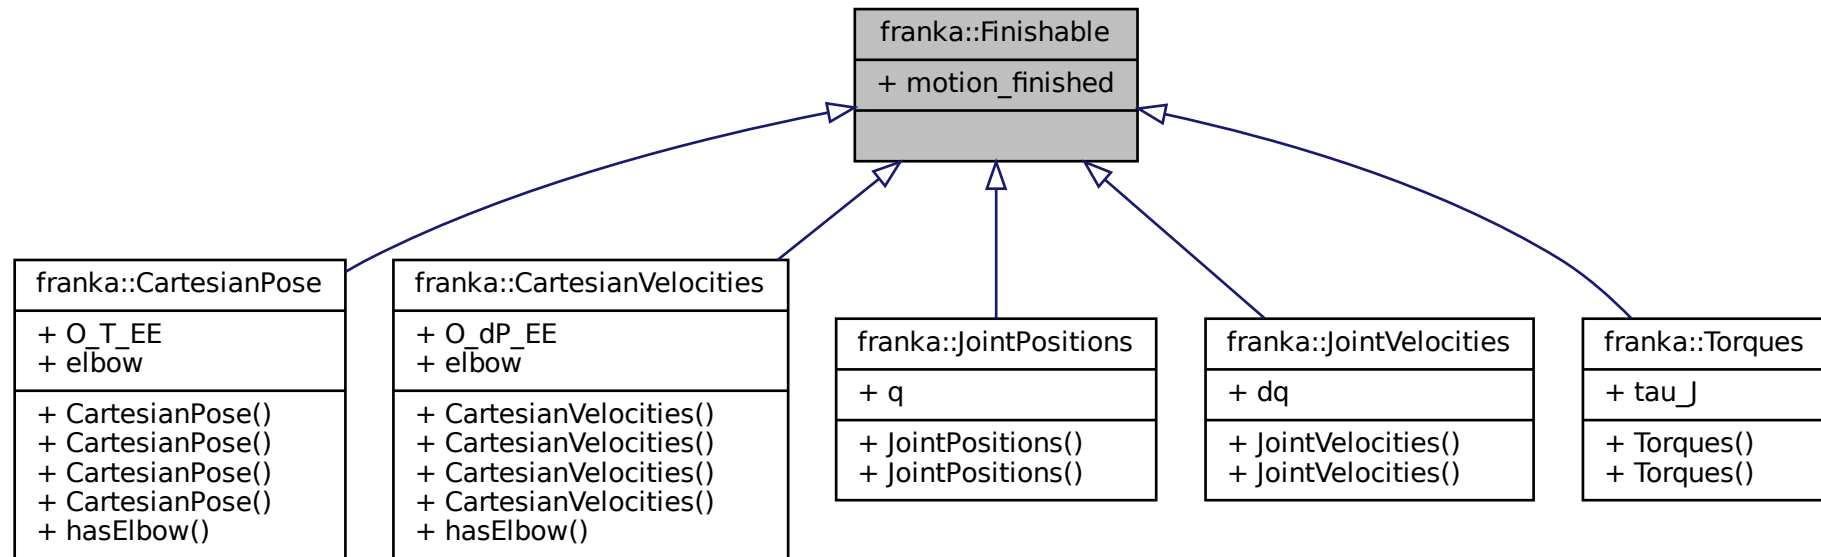 franka::Finishable
+ motion_finished
franka::CartesianPose
+ O_T_EE
+ elbow
+ CartesianPose()
+ CartesianPose()
+ CartesianPose()
+ CartesianPose()
+ hasElbow()
franka::CartesianVelocities
+ O_dP_EE
+ elbow
+ CartesianVelocities()
+ CartesianVelocities()
+ CartesianVelocities()
+ CartesianVelocities()
+ hasElbow()
franka::JointPositions
+ q
+ JointPositions()
+ JointPositions()
franka::JointVelocities
+ dq
+ JointVelocities()
+ JointVelocities()
franka::Torques
+ tau_J
+ Torques()
+ Torques()